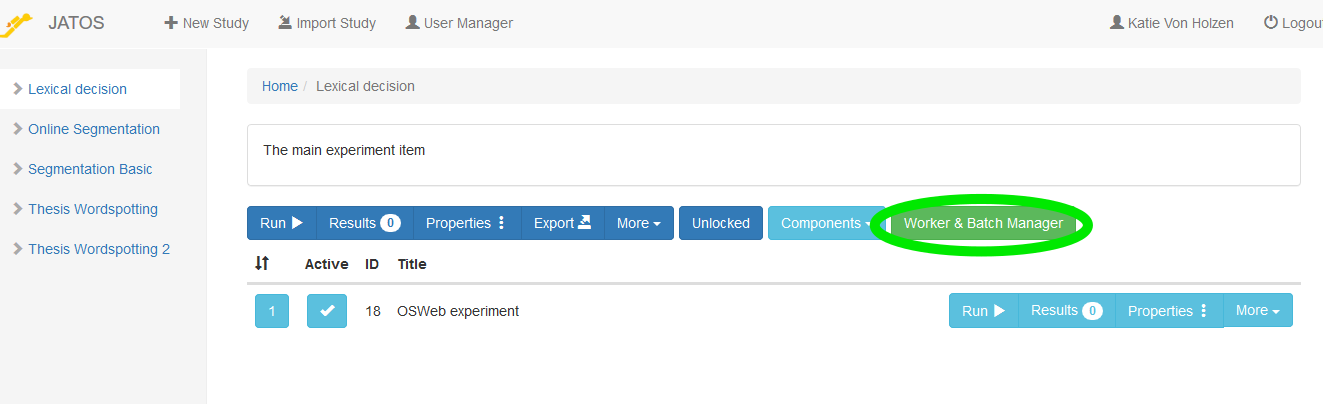 JATOS New Study Import Study User Manager Katie Von Holzen Logou
Lexical decision
Online Segmentation
Segmentation Basic
Thesis Wordspotting
Thesis Wordspotting 2
Home / Lexical decision
The main experiment item
Run Results 0 Properties Export More Unlocked Components Worker & Batch Manager
Active ID Title
1 18 OSWeb experiment Run Results 0 Properties More